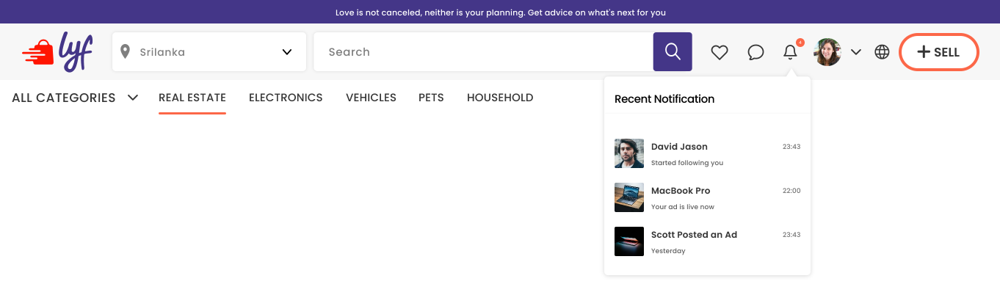 Love is not canceled, neither is your planning. Get advice on what's next for you
lyf
Srilanka
Search
4
SELL
ALL CATEGORIES
REAL ESTATE
ELECTRONICS
VEHICLES
PETS
HOUSEHOLD
Recent Notification
David Jason 23:43
Started following you
MacBook Pro 22:00
Your ad is live now
Scott Posted an Ad 23:43
Yesterday